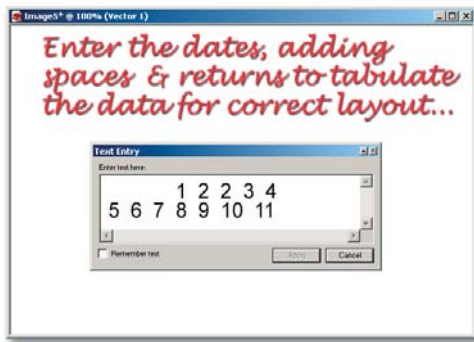 Image5* @ 100% (Vector 1)
Enter the dates, adding
spaces & returns to tabulate
the data for correct layout...
Text Entry
Enter text here:
1 2 2 3 4
5 6 7 8 9 10 11
Remember text
Apply
Cancel